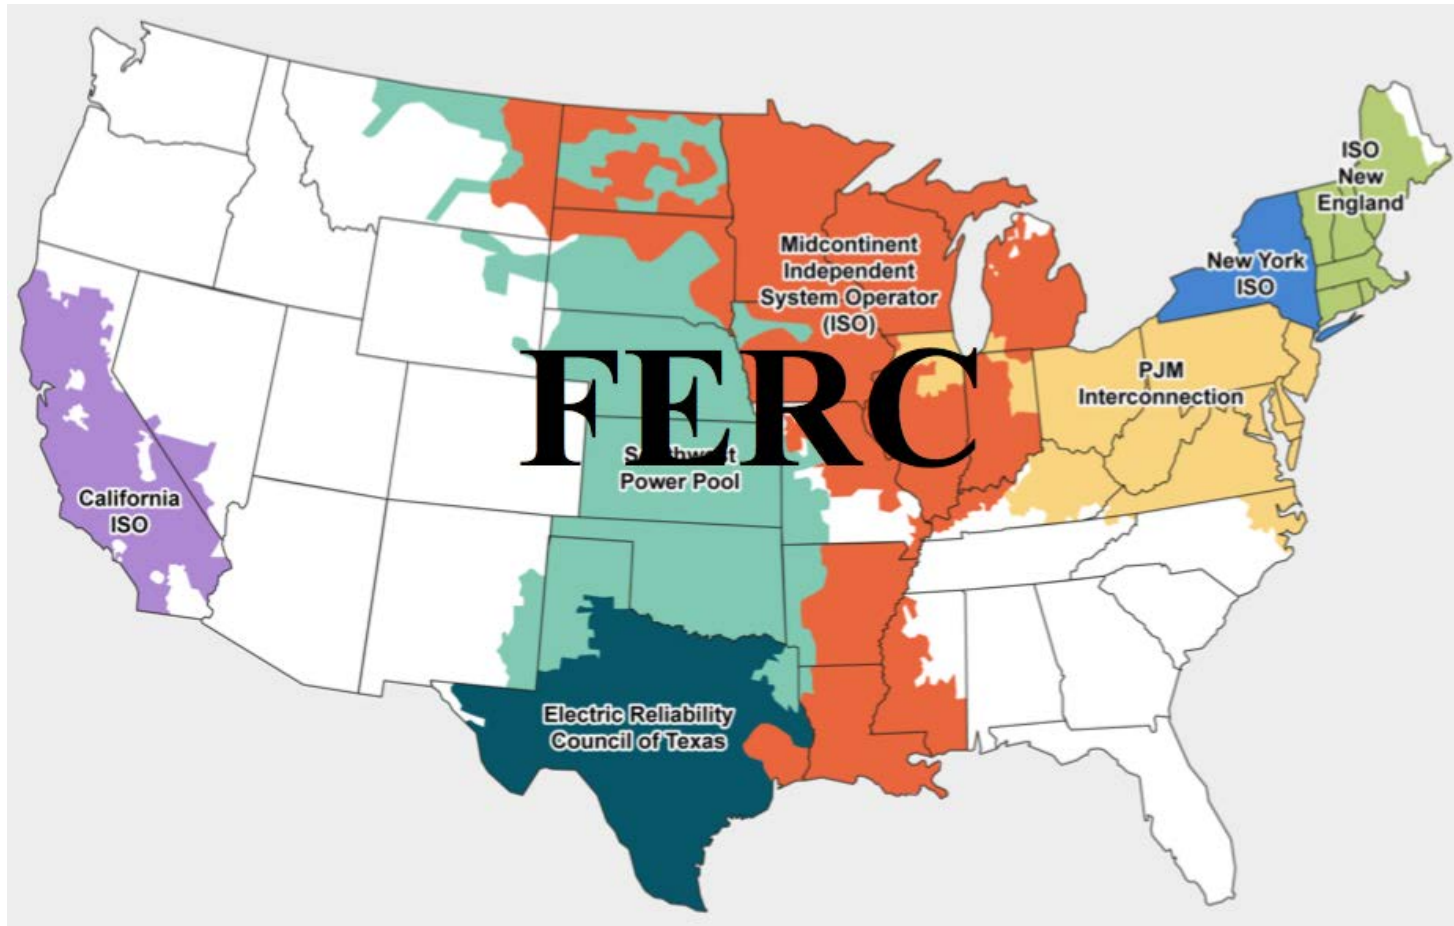 ISO
New
England
New York
ISO
Midcontinent
Independent
System Operator
(ISO)
FERC
PJM
Interconnection
Power Pool
California
ISO
Electric Reliability
Council of Texas